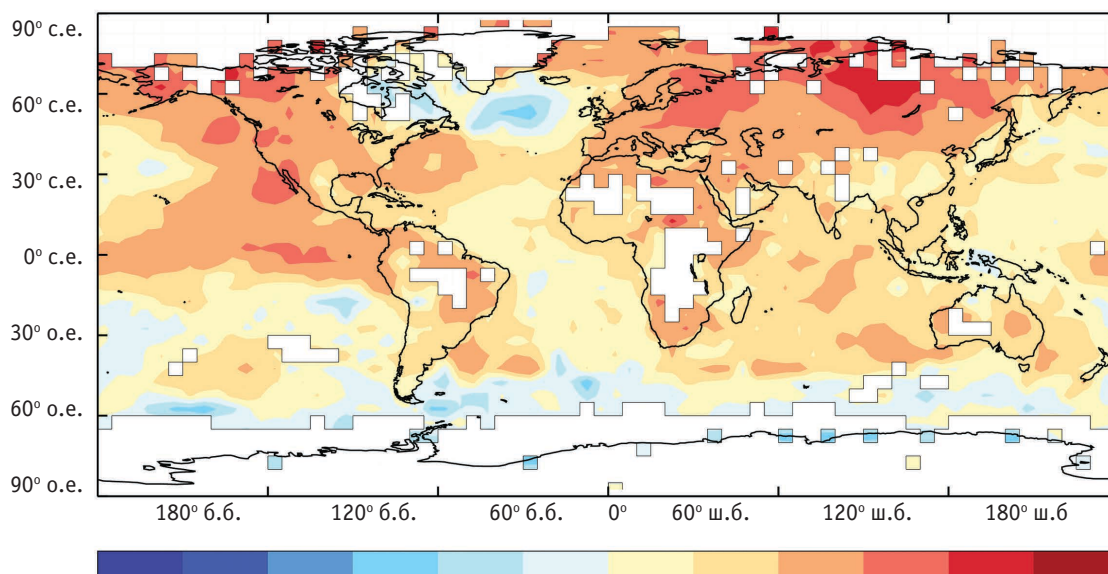 90° с.е.
60° с.е.
30° с.е.
0° с.е.
30° о.е.
60° о.е.
90° о.е.
180° б.б. 120° б.б. 60° б.б. 0° 60° ш.б. 120° ш.б. 180° ш.б.